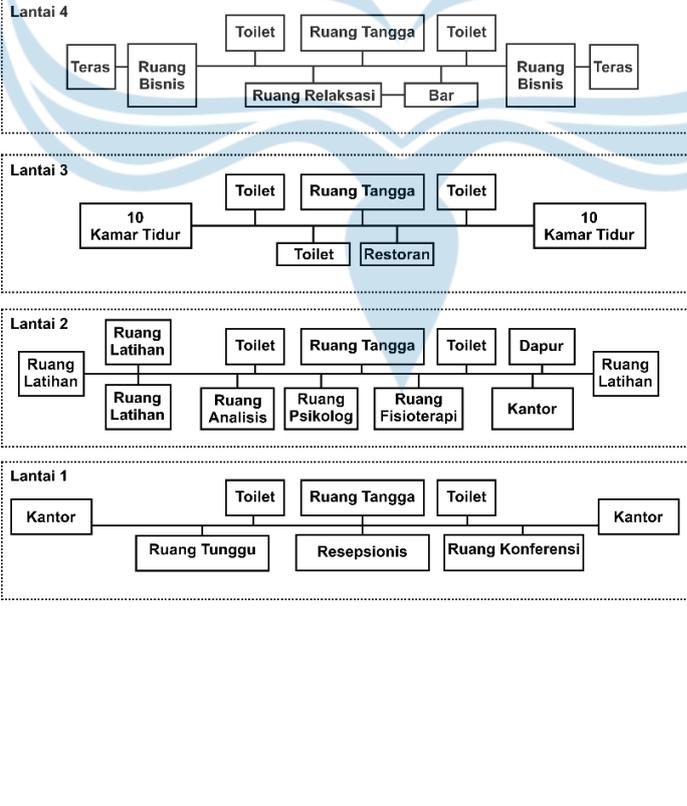 Lantai 4
Toilet
Ruang Tangga
Toilet
Teras
Ruang
Bisnis
Ruang
Bisnis
Teras
Ruang Relaksasi
Bar
Lantai 3
Toilet
Ruang Tangga
Toilet
10
Kamar Tidur
10
Kamar Tidur
Toilet
Restoran
Lantai 2
Ruang
Latihan
Toilet
Ruang Tangga
Toilet
Dapur
Ruang
Latihan
Ruang
Latihan
Ruang
Latihan
Ruang
Analisis
Ruang
Psikolog
Ruang
Fisioterapi
Kantor
Lantai 1
Toilet
Ruang Tangga
Toilet
Kantor
Kantor
Ruang Tunggu
Resepsionis
Ruang Konferensi